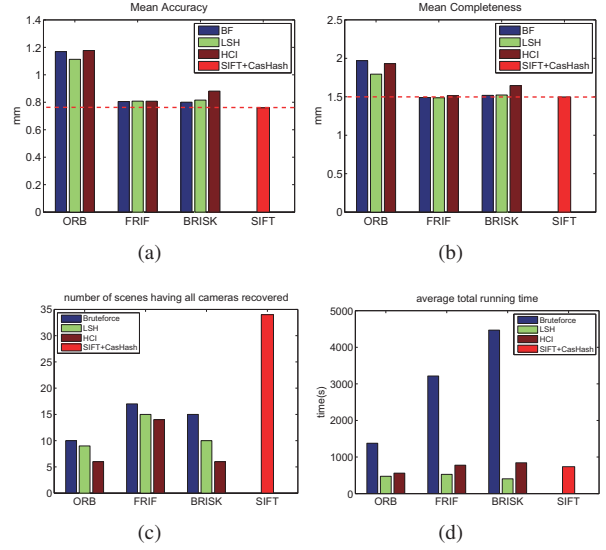 Mean Accuracy
1.4
1.2
1
0.8
0.6
0.4
0.2
0
mm
BF
LSH
HCI
SIFT+CasHash
ORB FRIF BRISK SIFT
(a)
Mean Completeness
2.5
2
1.5
1
0.5
0
mm
BF
LSH
HCI
SIFT+CasHash
ORB FRIF BRISK SIFT
(b)
number of scenes having all cameras recovered
35
30
25
20
15
10
5
0
Bruteforce
LSH
HCI
SIFT+CasHash
ORB FRIF BRISK SIFT
(c)
average total running time
5000
4000
3000
2000
1000
0
time(s)
Bruteforce
LSH
HCI
SIFT+CasHash
ORB FRIF BRISK SIFT
(d)